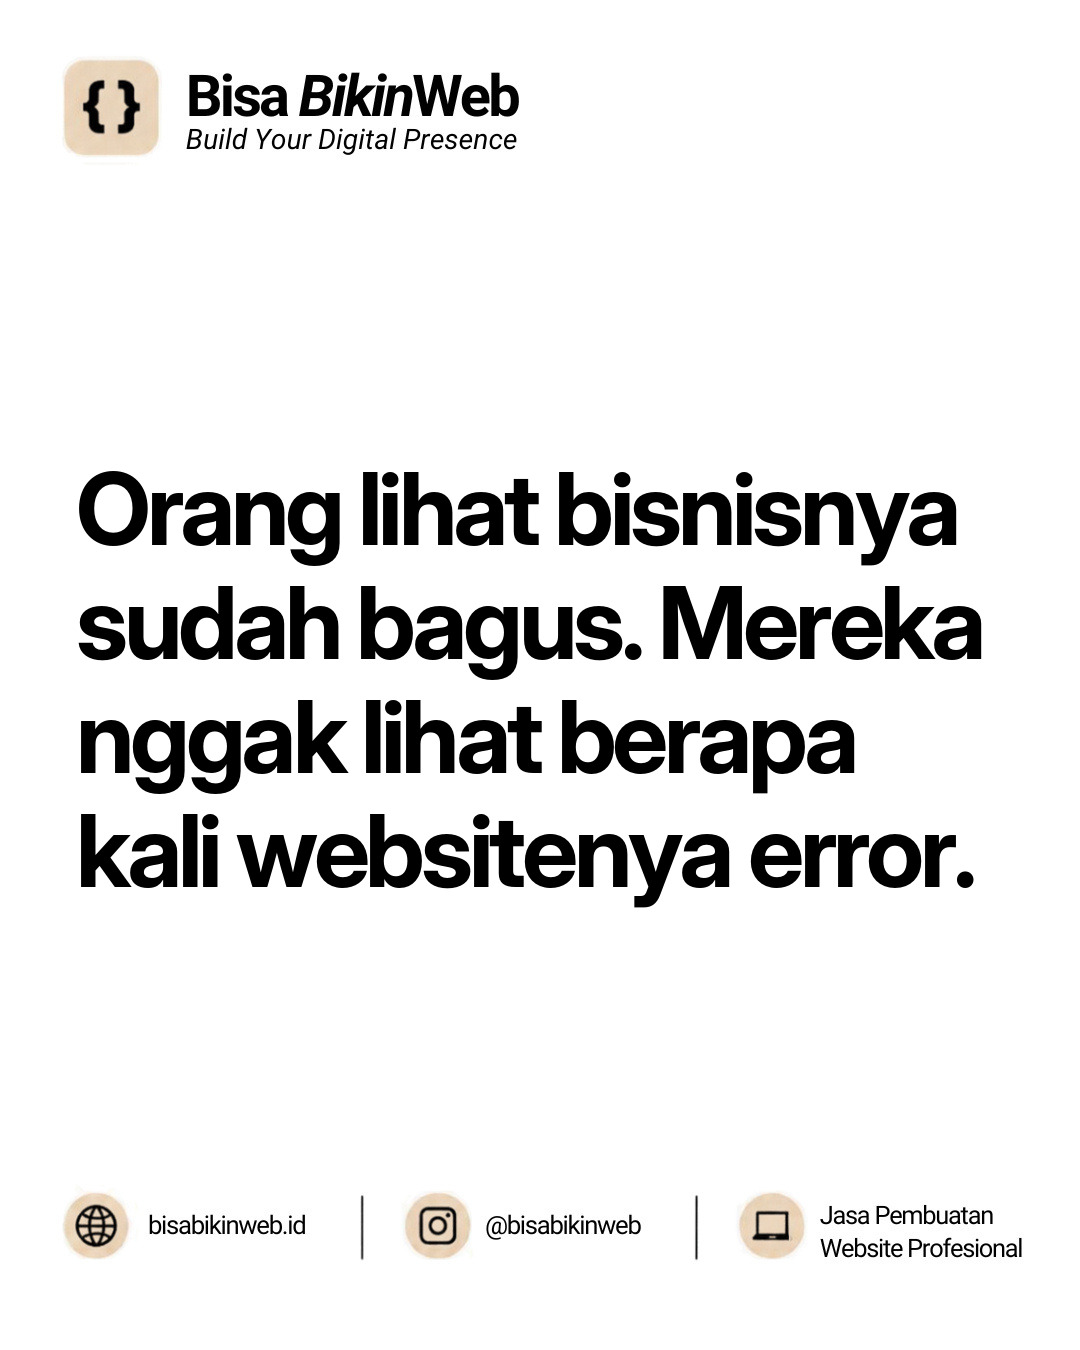 { }
Bisa BikinWeb
Build Your Digital Presence
Orang lihat bisnisnya
sudah bagus. Mereka
nggak lihat berapa
kali websitenya error.
bisabikinweb.id
@bisabikinweb
Jasa Pembuatan
Website Profesional